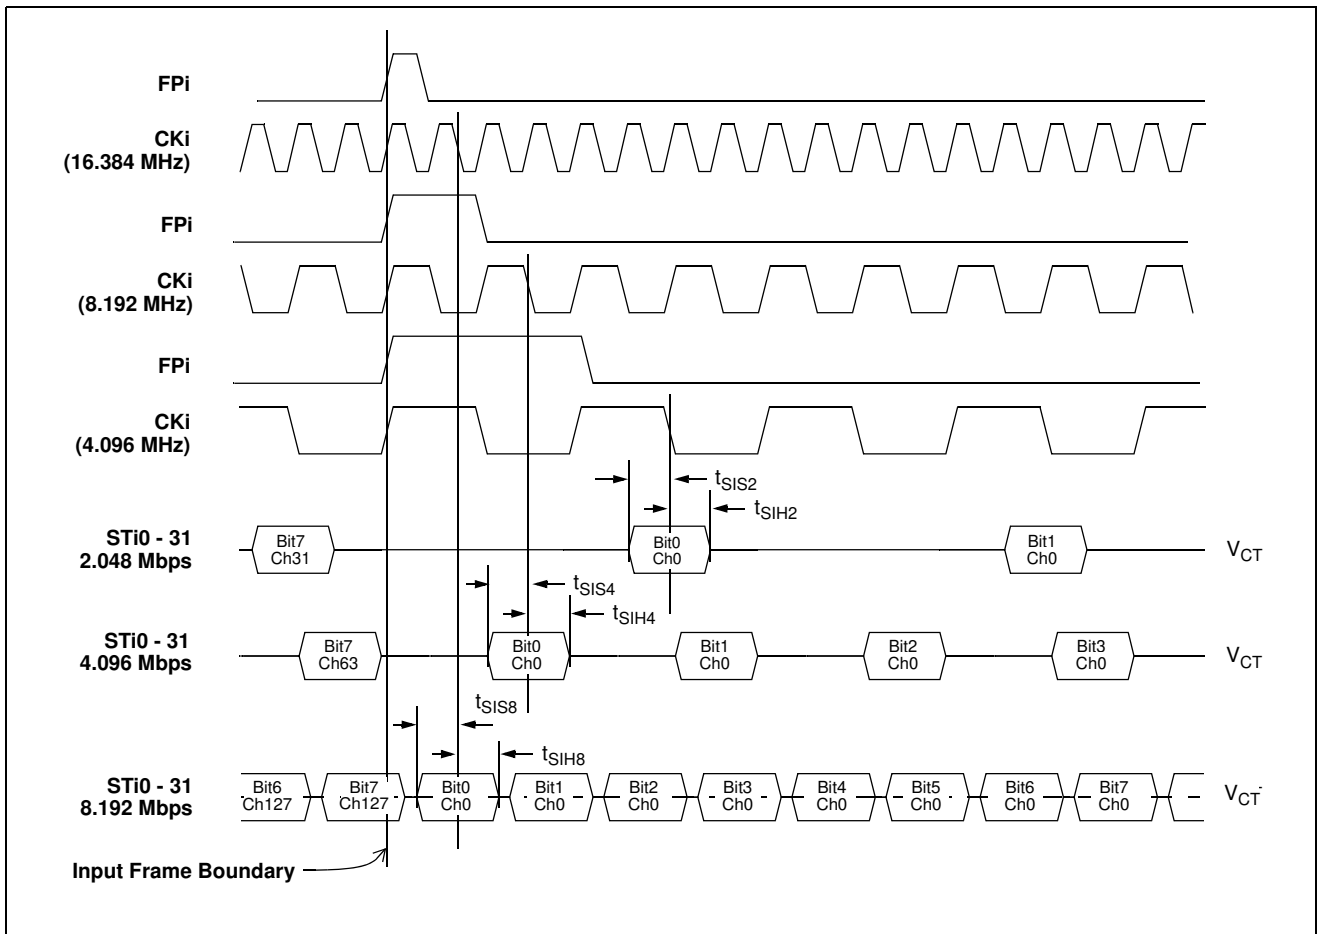 FPi
CKi
(16.384 MHz)
FPi
CKi
(8.192 MHz)
FPi
CKi
(4.096 MHz)
tSIS2
tSIH2
STi0 - 31
2.048 Mbps
Bit7
Ch31
Bit0
Ch0
Bit1
Ch0
VCT
tSIS4
tSIH4
STi0 - 31
4.096 Mbps
Bit7
Ch63
Bit0
Ch0
Bit1
Ch0
Bit2
Ch0
Bit3
Ch0
VCT
tSIS8
tSIH8
STi0 - 31
8.192 Mbps
Bit6
Ch127
Bit7
Ch127
Bit0
Ch0
Bit1
Ch0
Bit2
Ch0
Bit3
Ch0
Bit4
Ch0
Bit5
Ch0
Bit6
Ch0
Bit7
Ch0
VCT
Input Frame Boundary